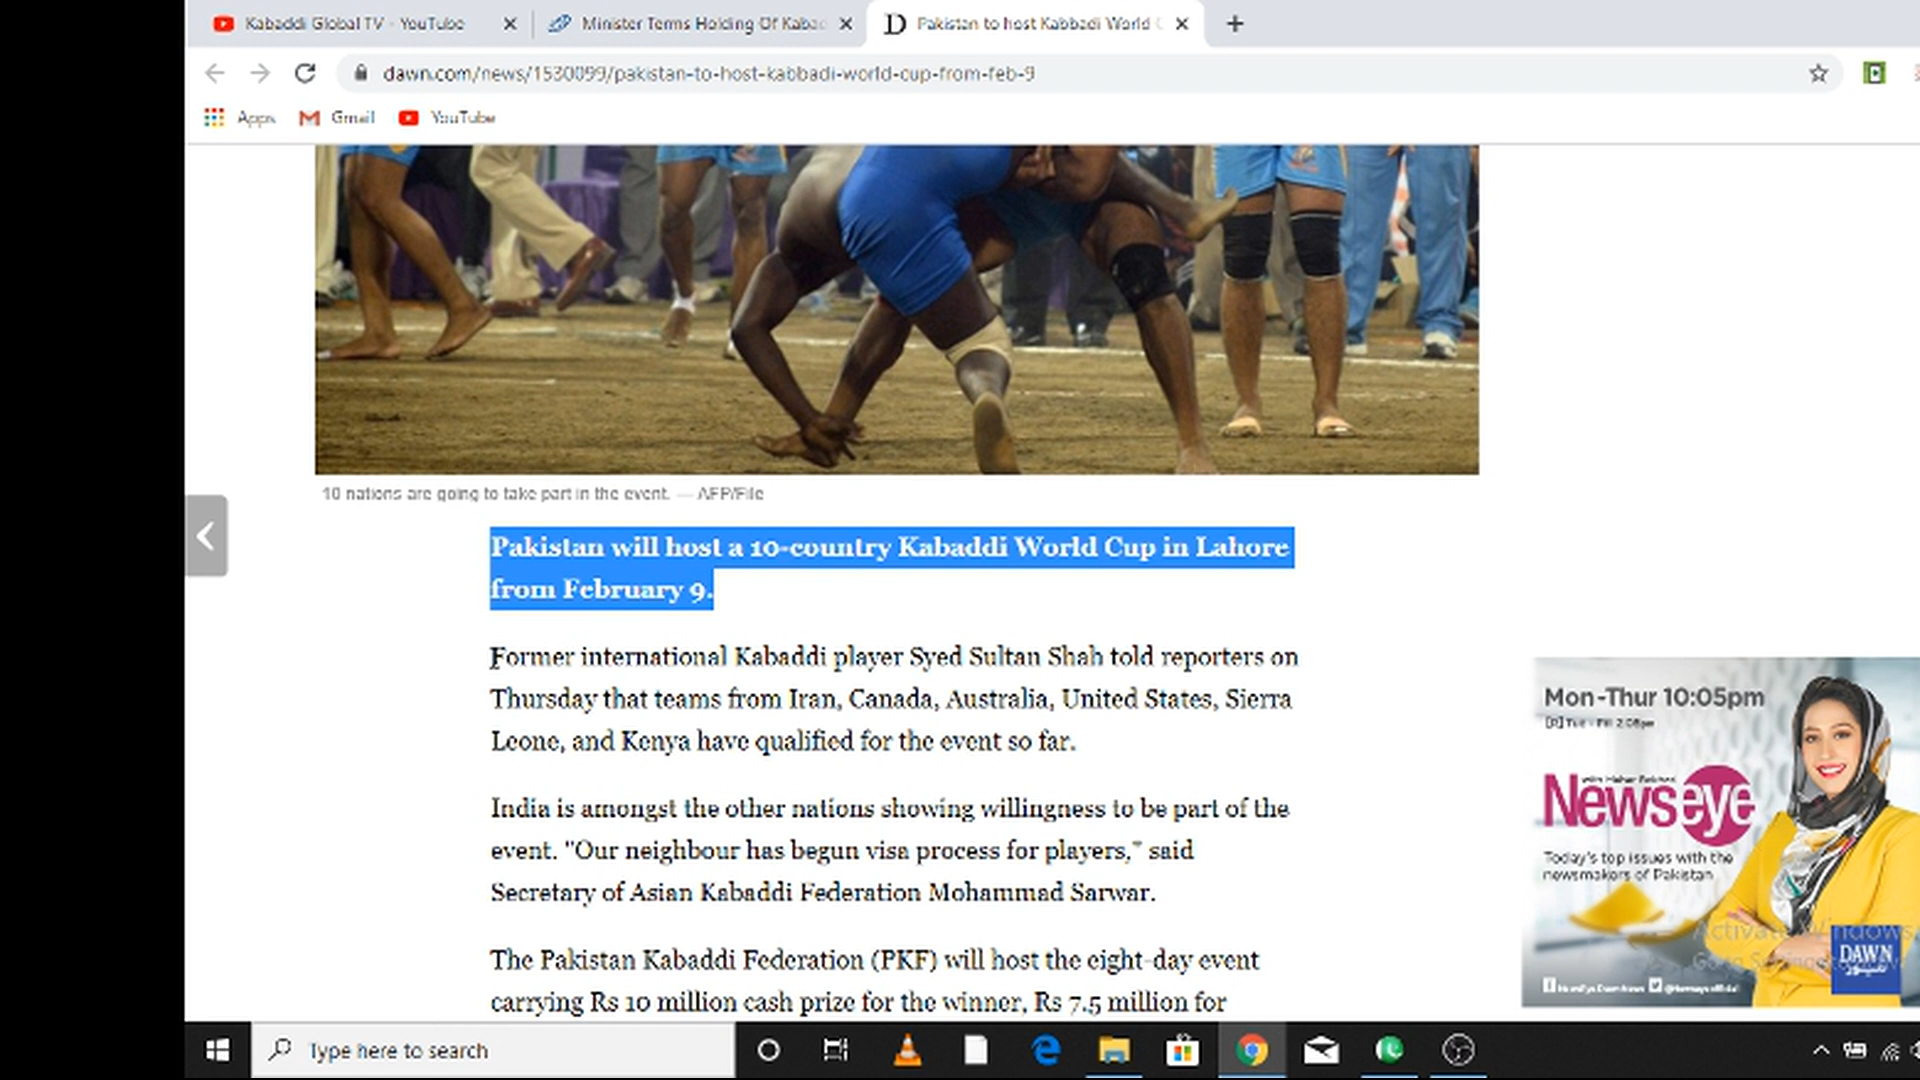 Kabaddi Global TV - YouTube
Minister Terms Holding Of Kabad
Pakistan to host Kabbadi World C
dawn.com/news/1530099/pakistan-to-host-kabbadi-world-cup-from-feb-9
Apps Gmail YouTube
10 nations are going to take part in the event. — AFP/File
Pakistan will host a 10-country Kabaddi World Cup in Lahore
from February 9.
Former international Kabaddi player Syed Sultan Shah told reporters on
Thursday that teams from Iran, Canada, Australia, United States, Sierra
Leone, and Kenya have qualified for the event so far.
India is amongst the other nations showing willingness to be part of the
event. "Our neighbour has begun visa process for players," said
Secretary of Asian Kabaddi Federation Mohammad Sarwar.
The Pakistan Kabaddi Federation (PKF) will host the eight-day event
carrying Rs 10 million cash prize for the winner, Rs 7.5 million for
Mon-Thur 10:05pm
Newseye
Today's top issues with the
newsmakers of Pakistan
Activate Windows
DAWN
Type here to search